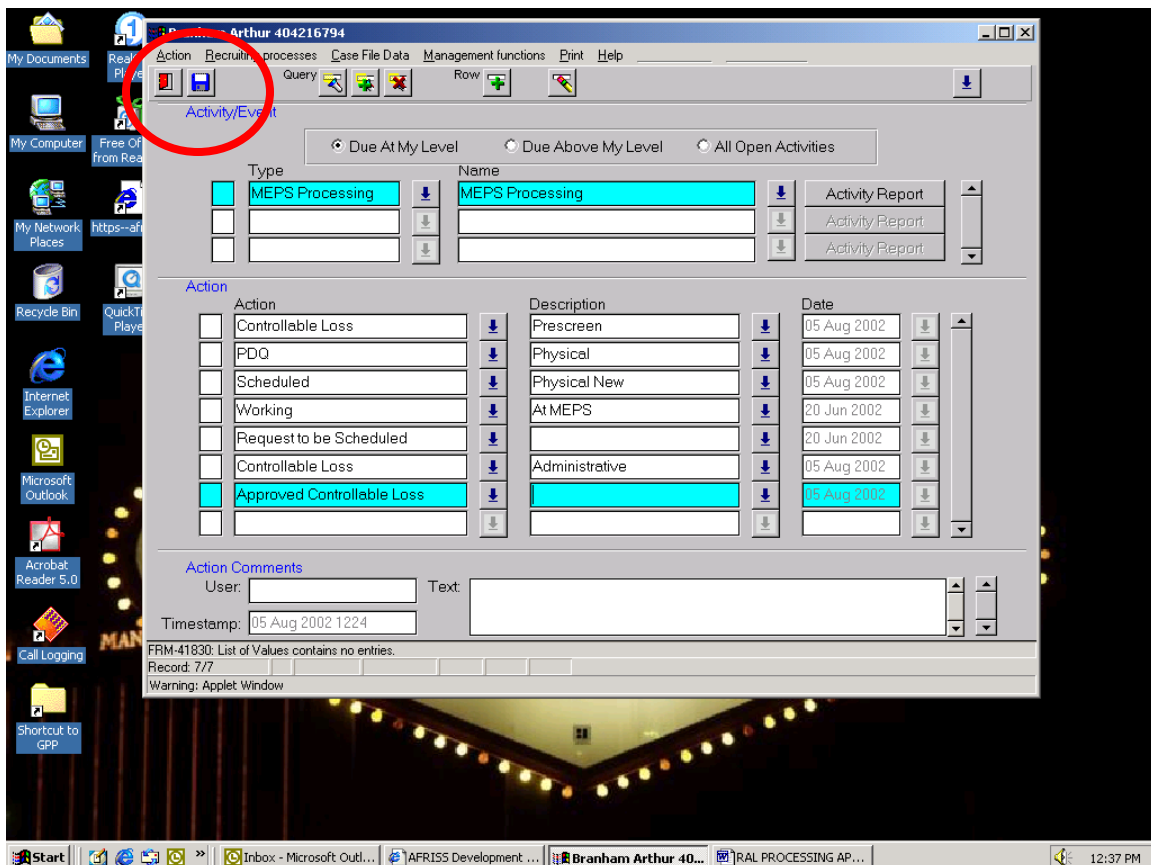 My Documents
Branham Arthur 404216794
Action Recruiting processes Case File Data Management functions Print Help
Query Row
Activity/Event
My Computer
Free Of
from Rea
Due At My Level Due Above My Level All Open Activities
Type Name
MEPS Processing MEPS Processing Activity Report
Activity Report
Activity Report
My Network
Places
https--afr
Action
Action Description Date
Recycle Bin
QuickTi
Playe
Controllable Loss Prescreen 05 Aug 2002
PDQ Physical 05 Aug 2002
Scheduled Physical New 05 Aug 2002
Working At MEPS 20 Jun 2002
Request to be Scheduled 20 Jun 2002
Controllable Loss Administrative 05 Aug 2002
Approved Controllable Loss 05 Aug 2002
Internet
Explorer
Microsoft
Outlook
Acrobat
Reader 5.0
Action Comments
User: Text:
Timestamp: 05 Aug 2002 1224
MAN
Call Logging
FRM-41830: List of Values contains no entries.
Record: 7/7
Warning: Applet Window
Shortcut to
GPP
Start » Inbox - Microsoft Outl... AFRISS Development ... Branham Arthur 40... RAL PROCESSING AP... 12:37 PM